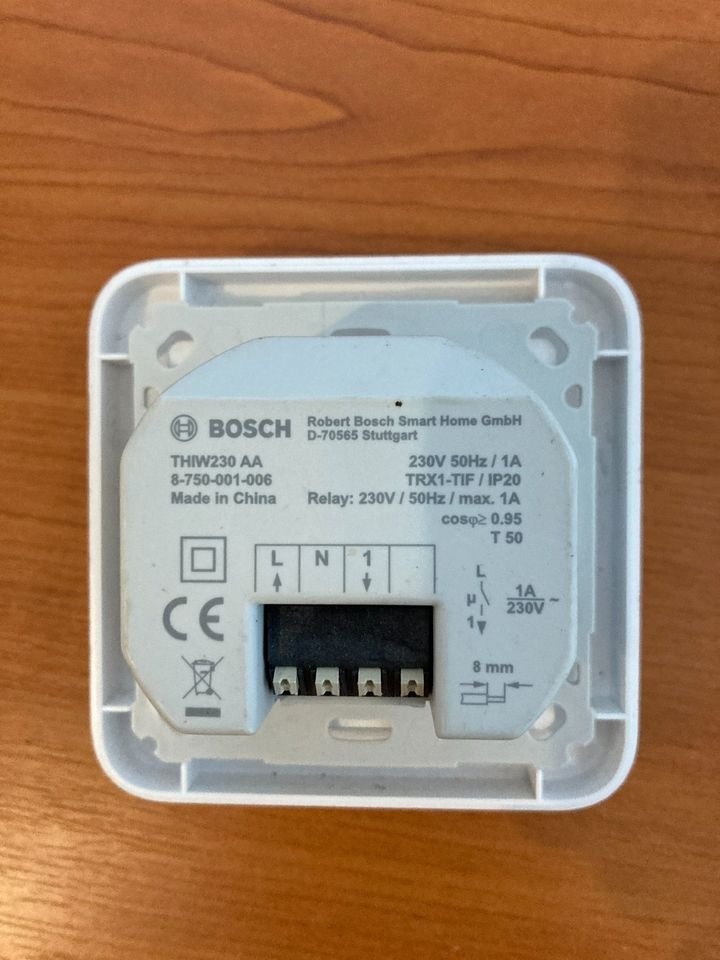 BOSCH
Robert Bosch Smart Home GmbH
D-70565 Stuttgart
THIW230 AA
8-750-001-006
Made in China
230V 50Hz / 1A
TRX1-TIF / IP20
Relay: 230V / 50Hz / max. 1A
cosφ≥ 0.95
T 50
L N 1
CE
L
μ
1
1A
230V ~
8 mm